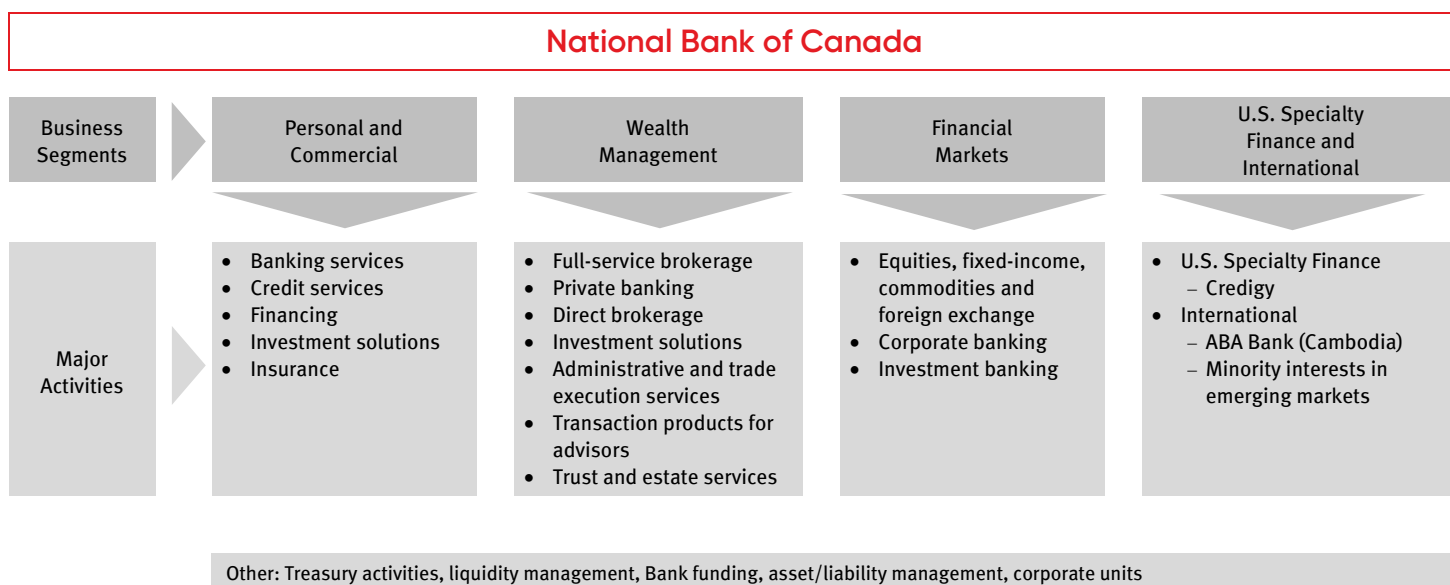 National Bank of Canada
Business
Segments
Personal and
Commercial
Wealth
Management
Financial
Markets
U.S. Specialty
Finance and
International
Major
Activities
• Banking services
• Credit services
• Financing
• Investment solutions
• Insurance
• Full-service brokerage
• Private banking
• Direct brokerage
• Investment solutions
• Administrative and trade
execution services
• Transaction products for
advisors
• Trust and estate services
• Equities, fixed-income,
commodities and
foreign exchange
• Corporate banking
• Investment banking
• U.S. Specialty Finance
– Credigy
• International
– ABA Bank (Cambodia)
– Minority interests in
emerging markets
Other: Treasury activities, liquidity management, Bank funding, asset/liability management, corporate units